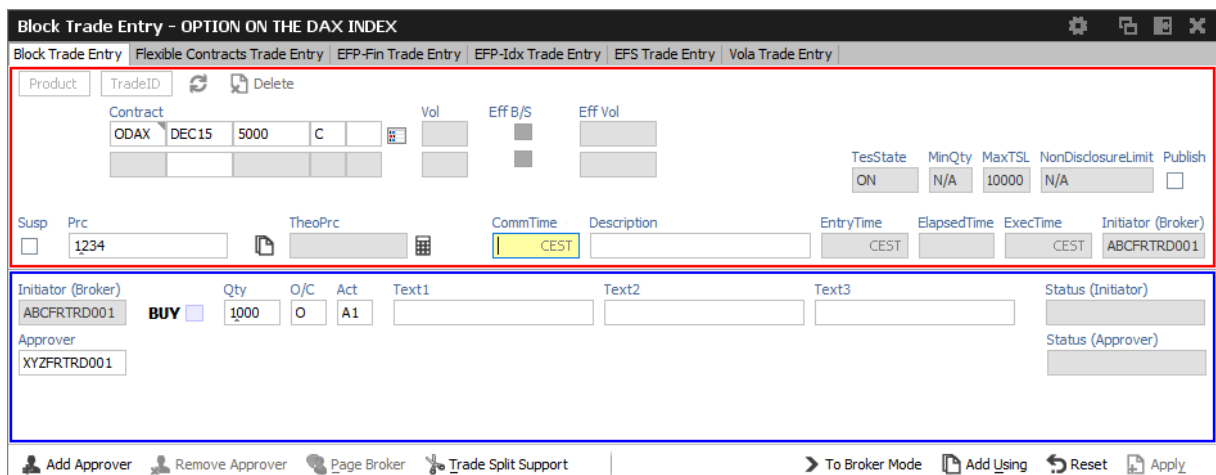 Block Trade Entry - OPTION ON THE DAX INDEX
Block Trade Entry Flexible Contracts Trade Entry EFP-Fin Trade Entry EFP-Idx Trade Entry EFS Trade Entry Vola Trade Entry
Product TradeID Delete
Contract Vol Eff B/S Eff Vol
ODAX DEC15 5000 C
TesState MinQty MaxTSL NonDisclosureLimit Publish
ON N/A 10000 N/A
Susp Prc TheoPrc CommTime Description EntryTime ElapsedTime ExecTime Initiator (Broker)
1234 CEST CEST CEST ABCFRTRD001
Initiator (Broker) Qty O/C Act Text1 Text2 Text3 Status (Initiator)
ABCFRTRD001 BUY 1000 O A1
Approver Status (Approver)
XYZFRTRD001
Add Approver Remove Approver Page Broker Trade Split Support To Broker Mode Add Using Reset Apply